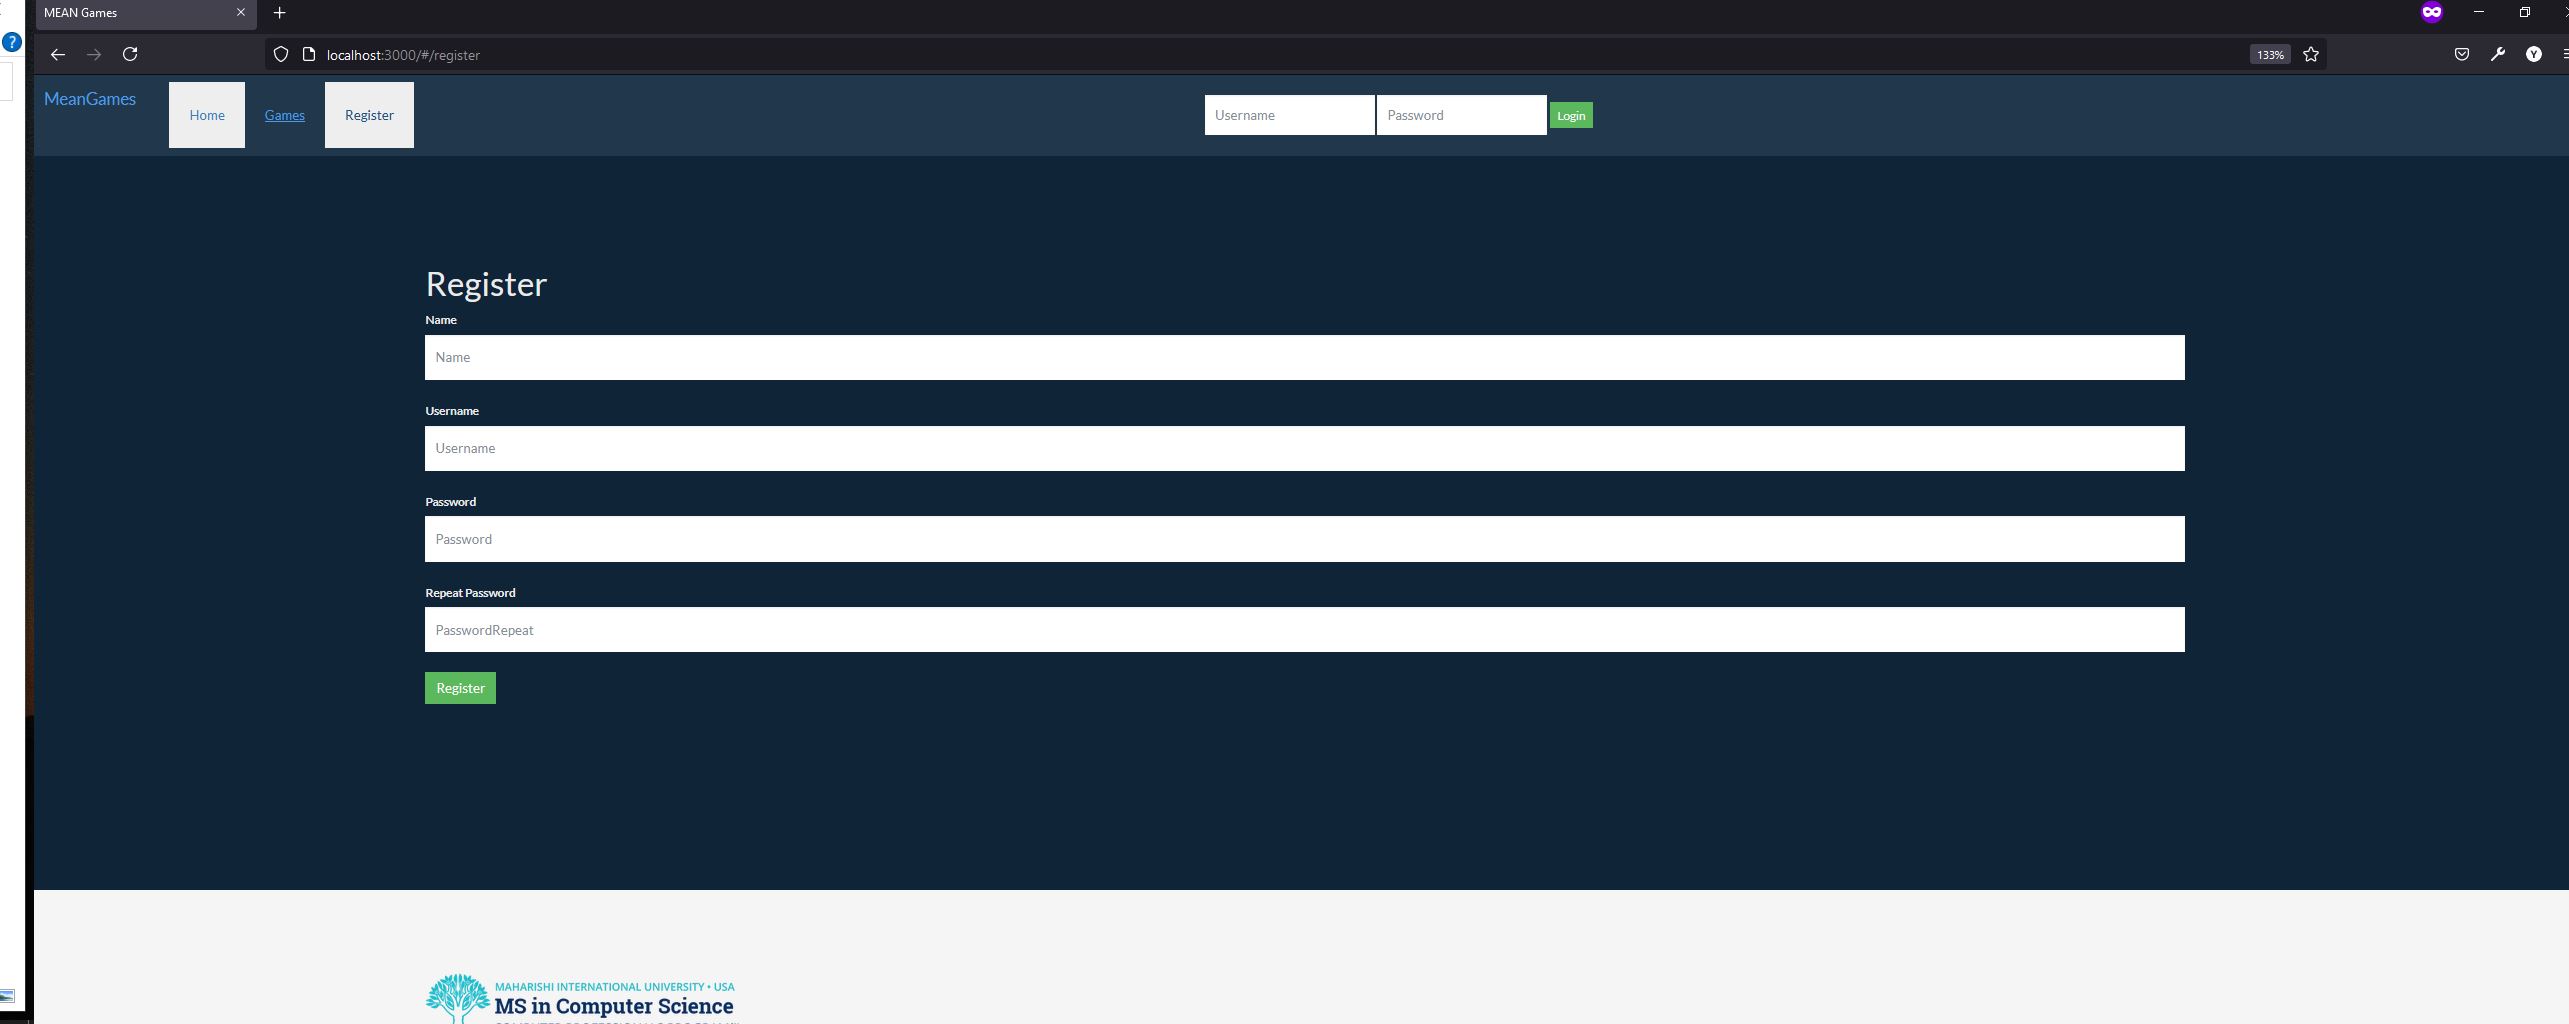 MEAN Games
localhost:3000/#/register
133%
Y
MeanGames
Home
Games
Register
Username
Password
Login
Register
Name
Name
Username
Username
Password
Password
Repeat Password
PasswordRepeat
Register
MAHARISHI INTERNATIONAL UNIVERSITY • USA
MS in Computer Science